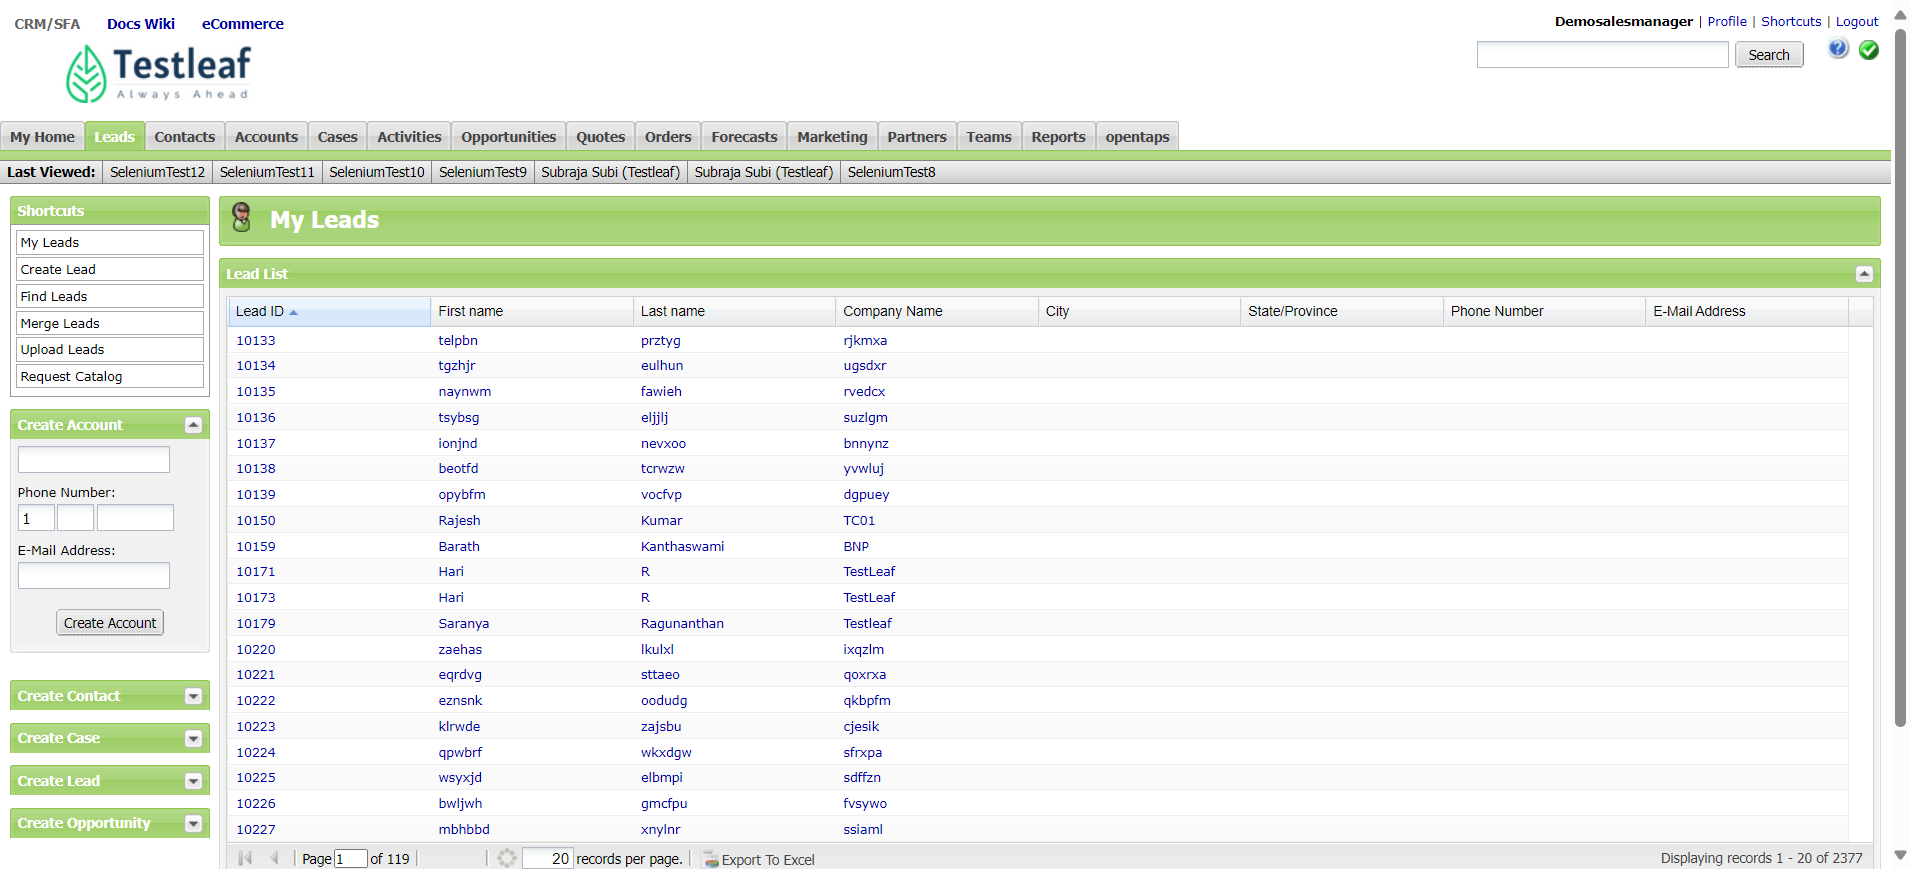 CRM/SFA Docs Wiki eCommerce
Demosalesmanager | Profile | Shortcuts | Logout
Testleaf
Always Ahead
Search
My Home Leads Contacts Accounts Cases Activities Opportunities Quotes Orders Forecasts Marketing Partners Teams Reports opentaps
Last Viewed: SeleniumTest12 SeleniumTest11 SeleniumTest10 SeleniumTest9 Subraja Subi (Testleaf) Subraja Subi (Testleaf) SeleniumTest8
Shortcuts
My Leads
Create Lead
Find Leads
Merge Leads
Upload Leads
Request Catalog
Create Account
Phone Number:
1
E-Mail Address:
Create Account
Create Contact
Create Case
Create Lead
Create Opportunity
My Leads
Lead List
Lead ID First name Last name Company Name City State/Province Phone Number E-Mail Address
10133 telpbn prztyg rjkmxa
10134 tgzhjr eulhun ugsdxr
10135 naynwm fawieh rvedcx
10136 tsybsg eljjlj suzlgm
10137 ionjnd nevxoo bnnynz
10138 beotfd tcrwzw yvwluj
10139 opybfm vocfvp dgpuey
10150 Rajesh Kumar TC01
10159 Barath Kanthaswami BNP
10171 Hari R TestLeaf
10173 Hari R TestLeaf
10179 Saranya Ragunanthan Testleaf
10220 zaehas lkulxl ixqzlm
10221 eqrdvg sttaeo qoxrxa
10222 eznsnk oodudg qkbpfm
10223 klrwde zajsbu cjesik
10224 qpwbrf wkxdgw sfrxpa
10225 wsyxjd elbmpi sdffzn
10226 bwljwh gmcfpu fvsywo
10227 mbhbbd xnylnr ssiaml
Page 1 of 119 20 records per page. Export To Excel Displaying records 1 - 20 of 2377